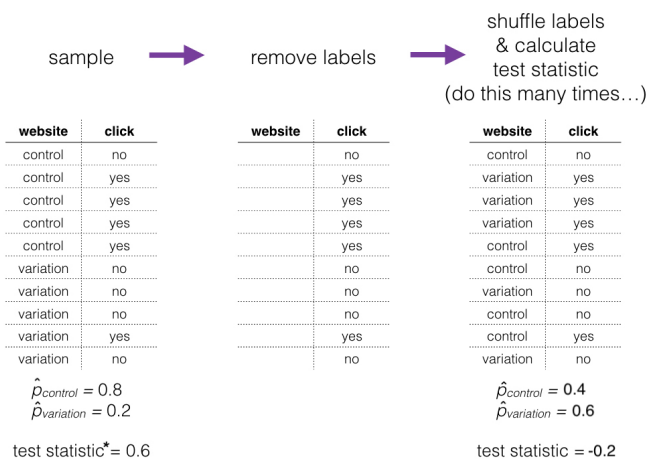 sample
remove labels
shuffle labels
& calculate
test statistic
(do this many times...)
website click
control no
control yes
control yes
control yes
control yes
variation no
variation no
variation no
variation yes
variation no
p̂control = 0.8
p̂variation = 0.2
test statistic* = 0.6
website click
no
yes
yes
yes
yes
no
no
no
yes
no
website click
control no
variation yes
variation yes
variation yes
control yes
control no
variation no
control no
control yes
variation no
p̂control = 0.4
p̂variation = 0.6
test statistic = -0.2